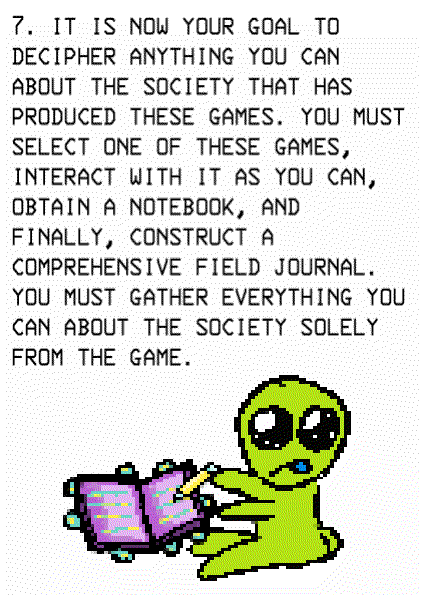 7. IT IS NOW YOUR GOAL TO
DECIPHER ANYTHING YOU CAN
ABOUT THE SOCIETY THAT HAS
PRODUCED THESE GAMES. YOU MUST
SELECT ONE OF THESE GAMES,
INTERACT WITH IT AS YOU CAN,
OBTAIN A NOTEBOOK, AND
FINALLY, CONSTRUCT A
COMPREHENSIVE FIELD JOURNAL.
YOU MUST GATHER EVERYTHING YOU
CAN ABOUT THE SOCIETY SOLELY
FROM THE GAME.